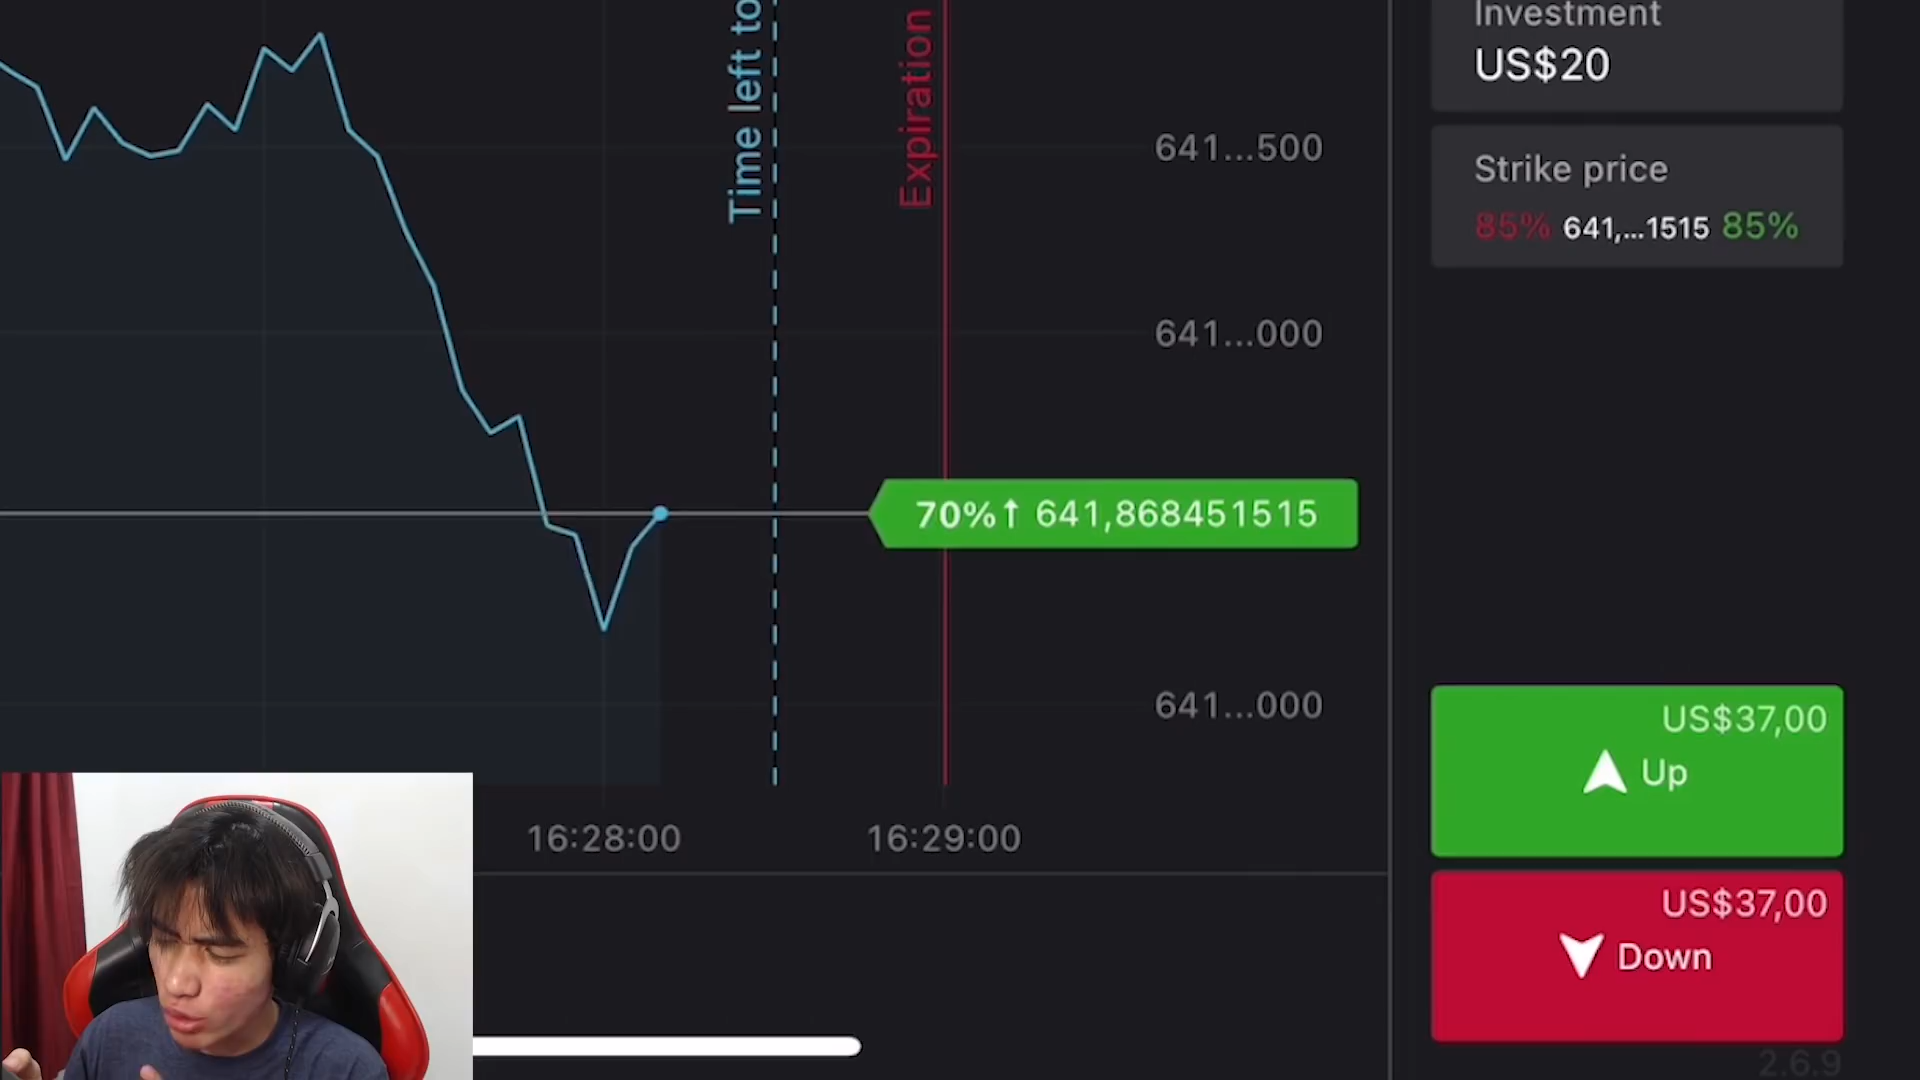 Investment
US$20
Time left to
Expiration
641...500
Strike price
85% 641,...1515 85%
641...000
70%↑ 641,868451515
641...000
US$37,00
Up
16:28:00
16:29:00
US$37,00
Down
2.6.9